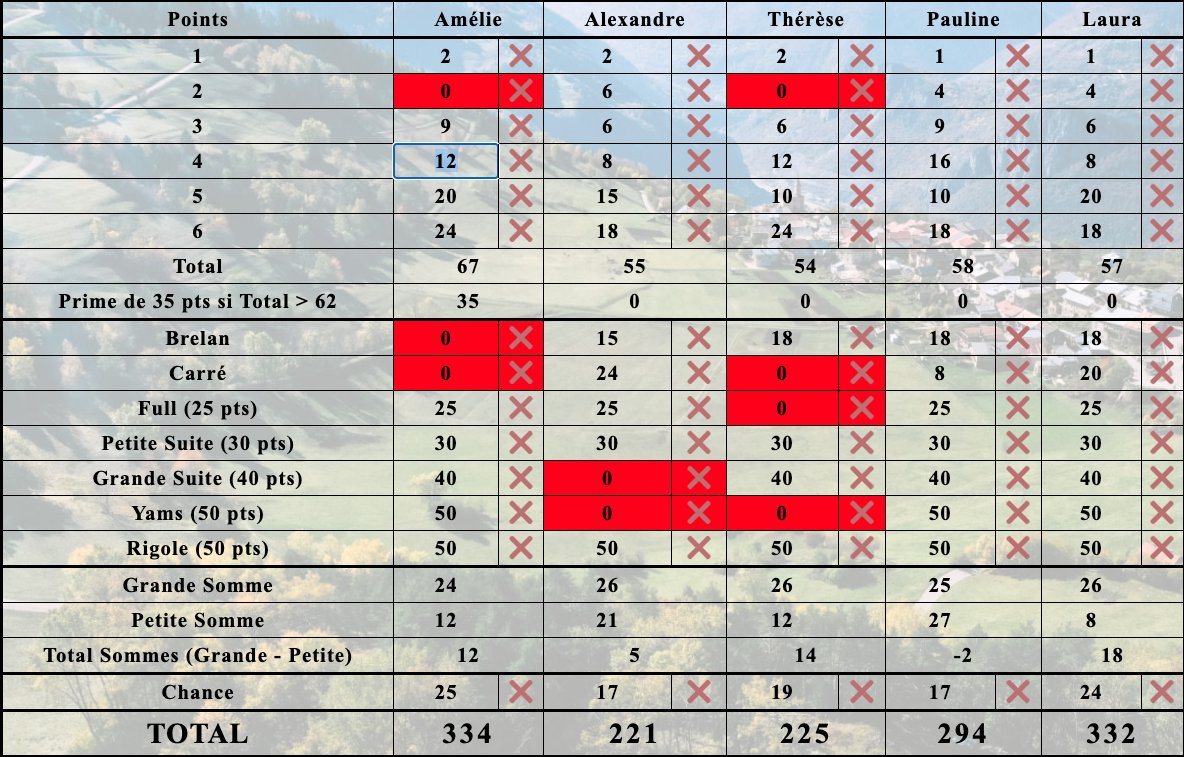 Points Amélie Alexandre Thérèse Pauline Laura
1 2 2 2 1 1
2 0 6 0 4 4
3 9 6 6 9 6
4 12 8 12 16 8
5 20 15 10 10 20
6 24 18 24 18 18
Total 67 55 54 58 57
Prime de 35 pts si Total > 62 35 0 0 0 0
Brelan 0 15 18 18 18
Carré 0 24 0 8 20
Full (25 pts) 25 25 0 25 25
Petite Suite (30 pts) 30 30 30 30 30
Grande Suite (40 pts) 40 0 40 40 40
Yams (50 pts) 50 0 0 50 50
Rigole (50 pts) 50 50 50 50 50
Grande Somme 24 26 26 25 26
Petite Somme 12 21 12 27 8
Total Sommes (Grande - Petite) 12 5 14 -2 18
Chance 25 17 19 17 24
TOTAL 334 221 225 294 332